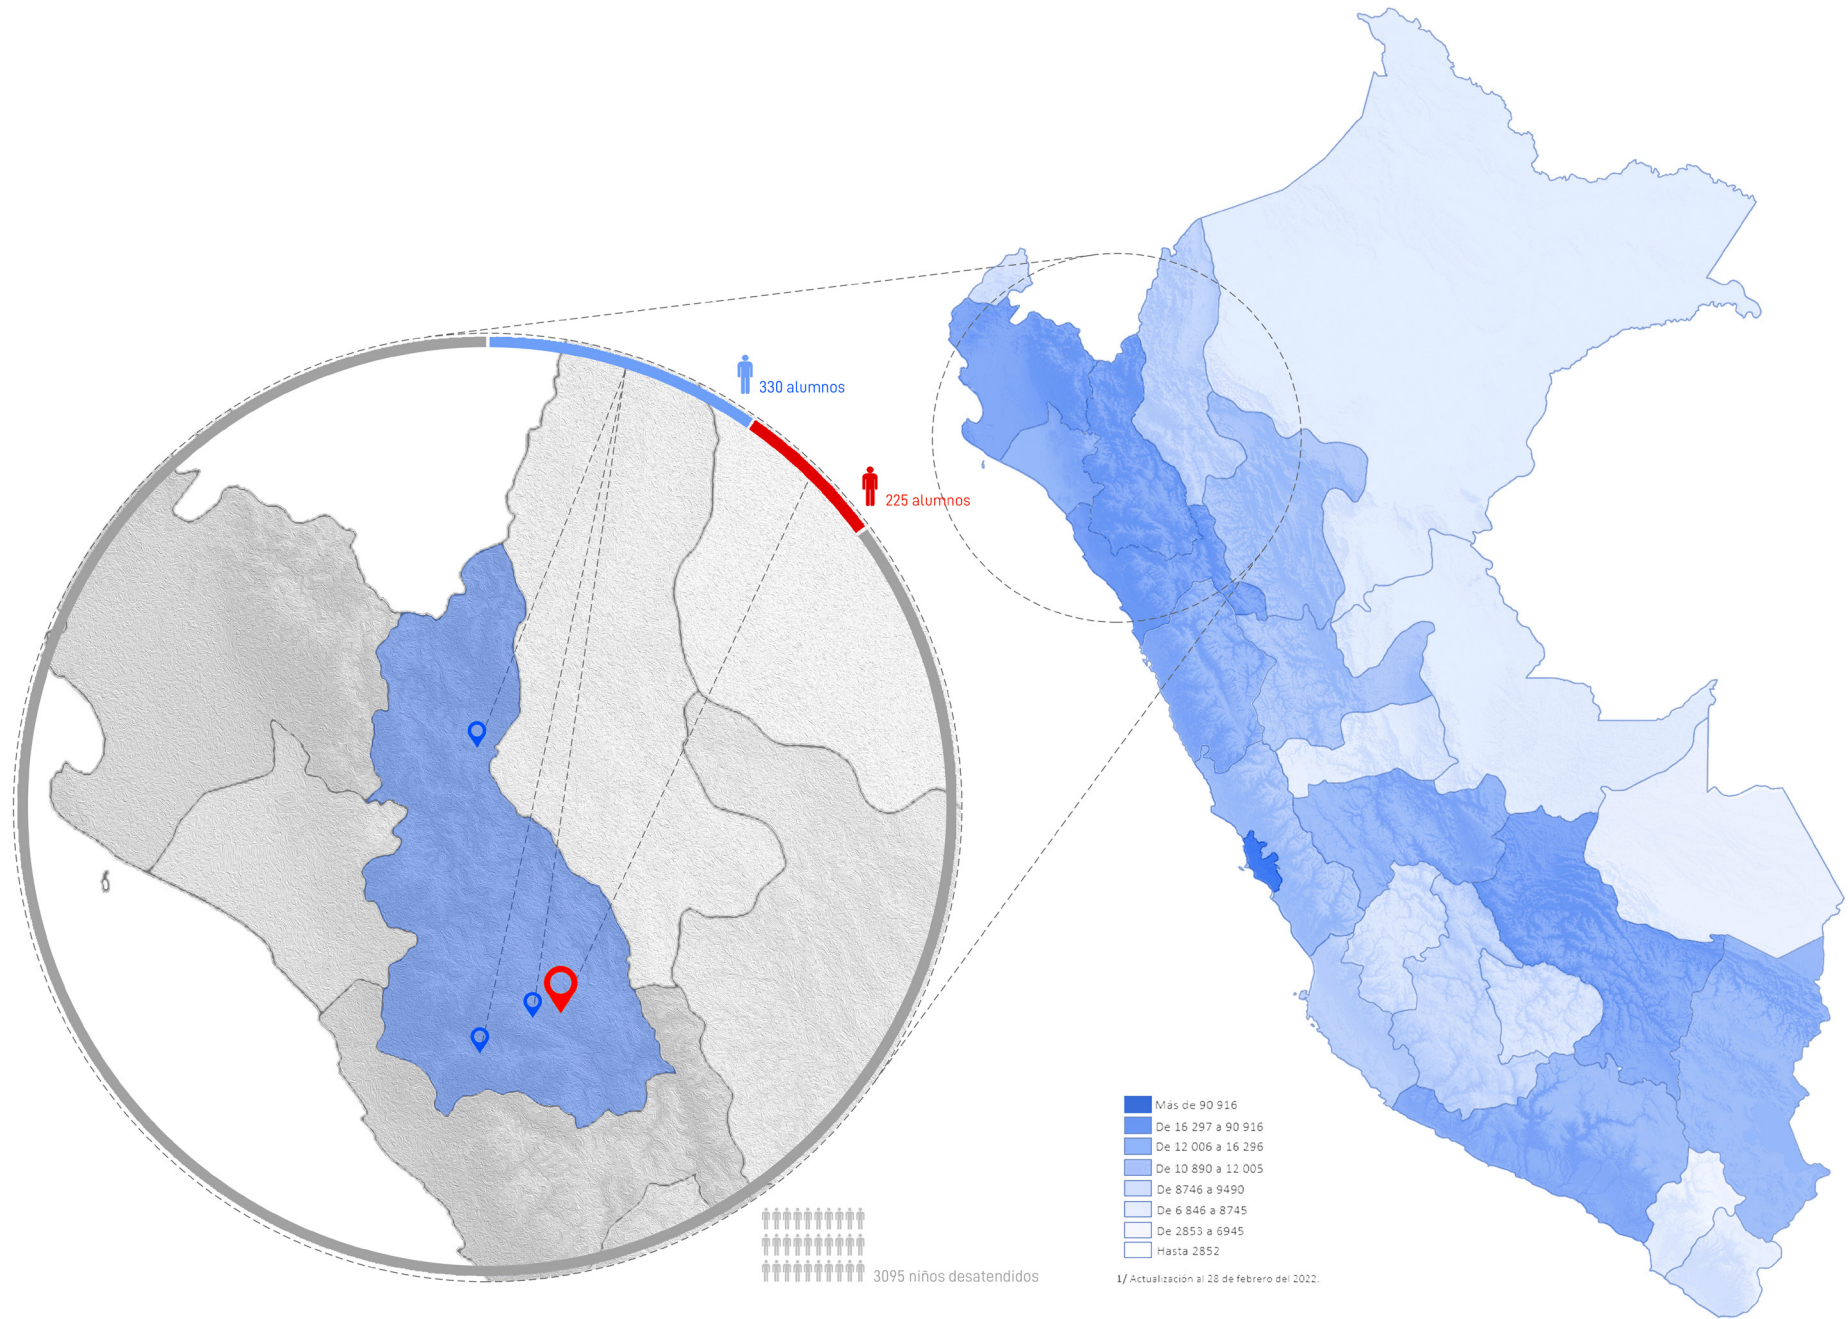 330 alumnos
225 alumnos
3095 niños desatendidos
Más de 90 916
De 16 297 a 90 916
De 12 006 a 16 296
De 10 890 a 12 005
De 8746 a 9490
De 6 846 a 8745
De 2853 a 6945
Hasta 2852
1/ Actualización al 28 de febrero del 2022.